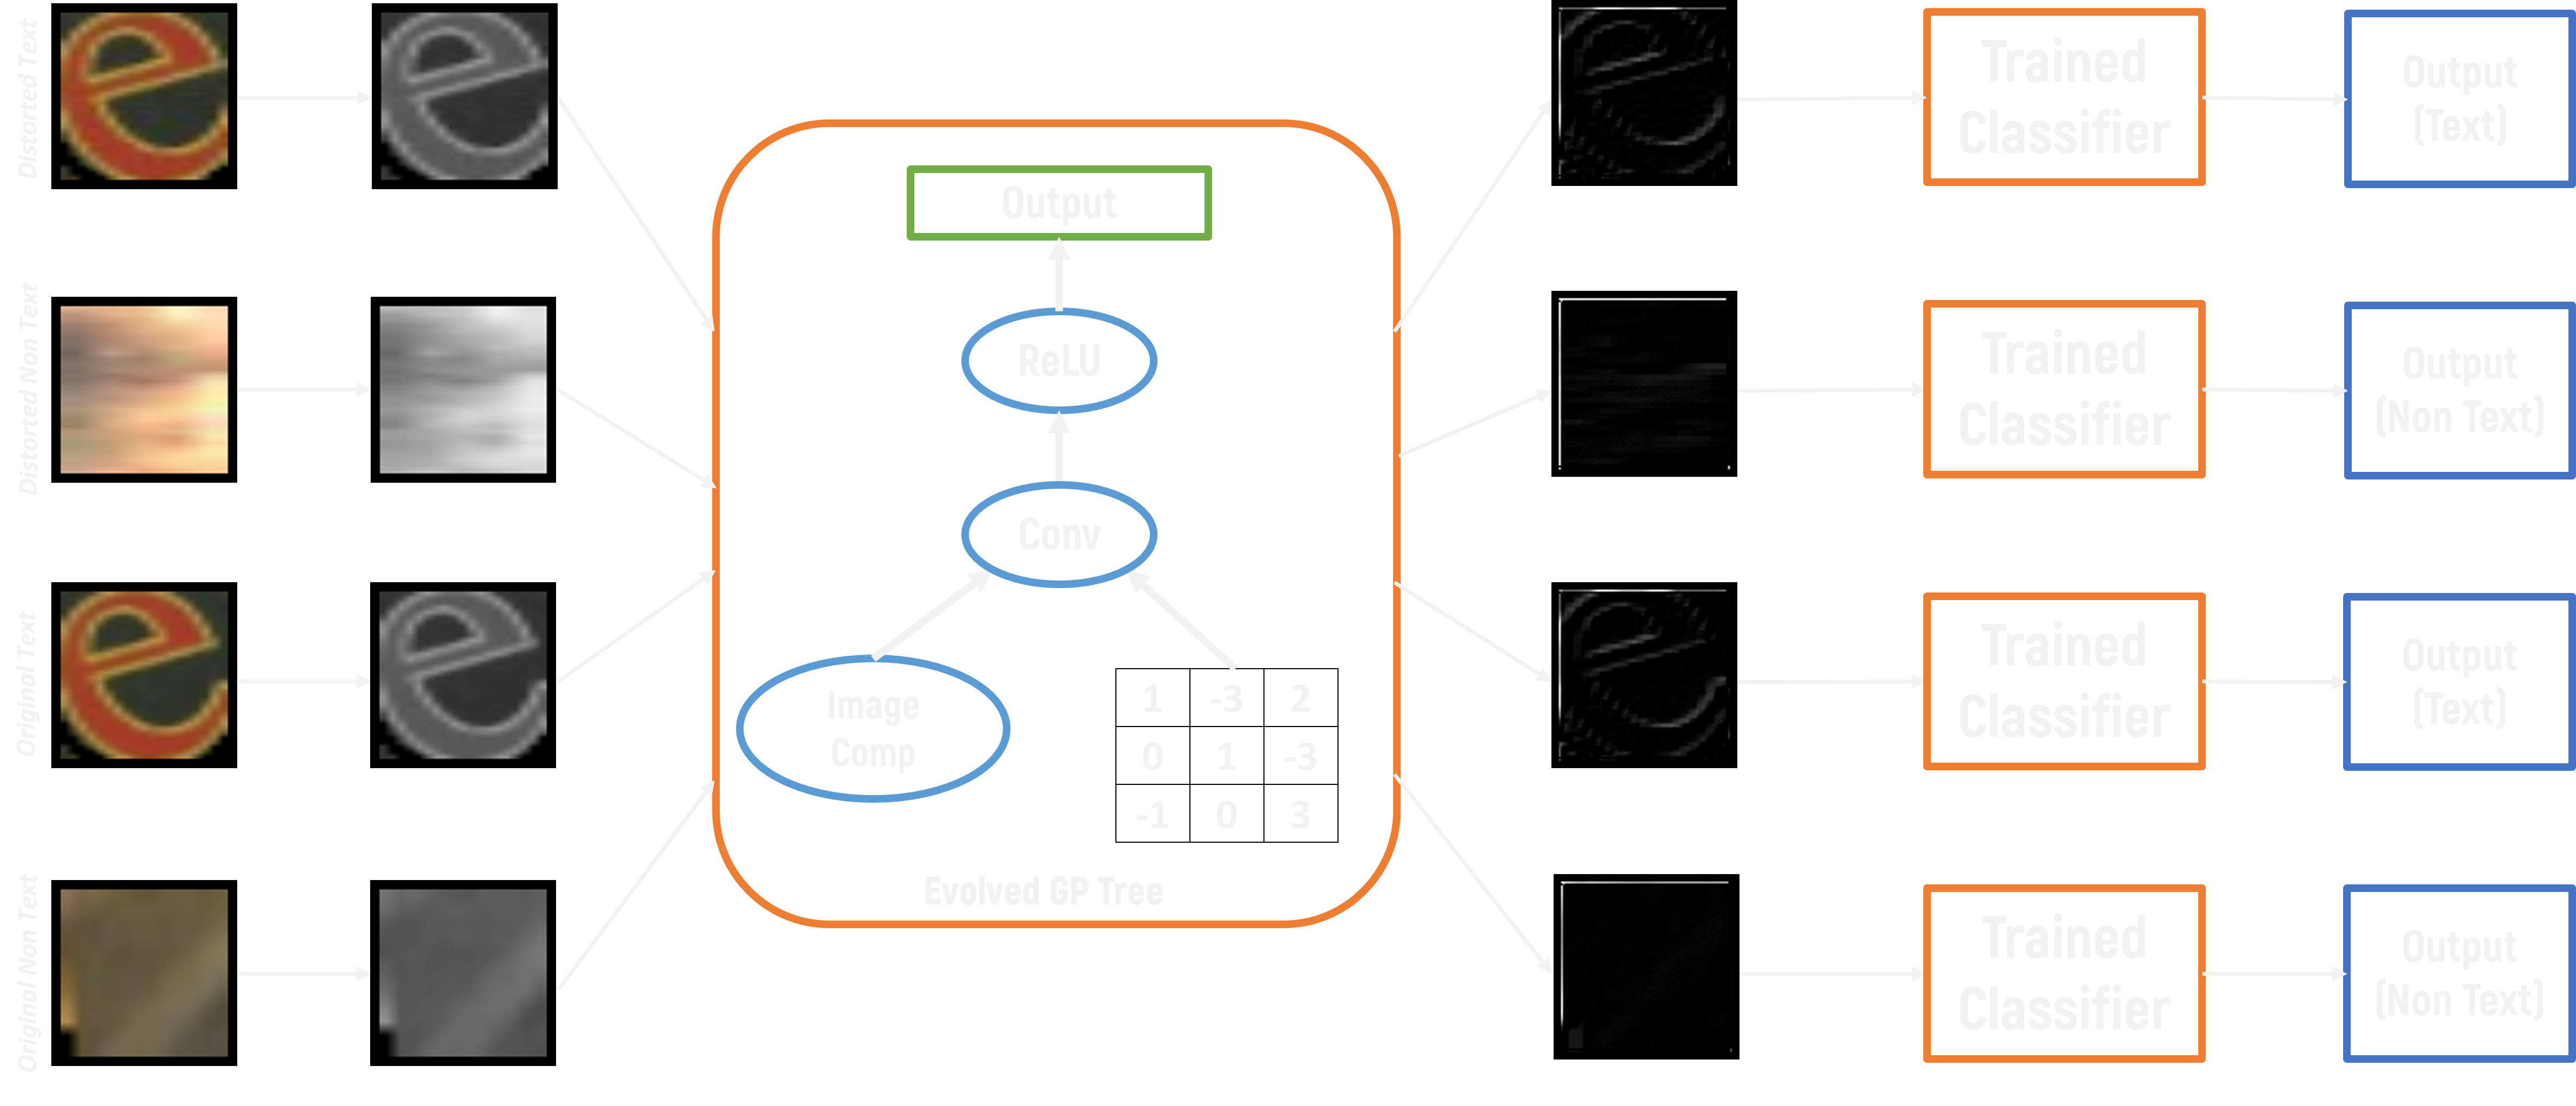 Distorted Text
Trained
Classifier
Output
(Text)
Distorted Non Text
Trained
Classifier
Output
(Non Text)
Original Text
Trained
Classifier
Output
(Text)
Original Non Text
Trained
Classifier
Output
(Non Text)
Output
ReLU
Conv
Image
Comp
1 -3 2
0 1 -3
-1 0 3
Evolved GP Tree
e
e
e
e